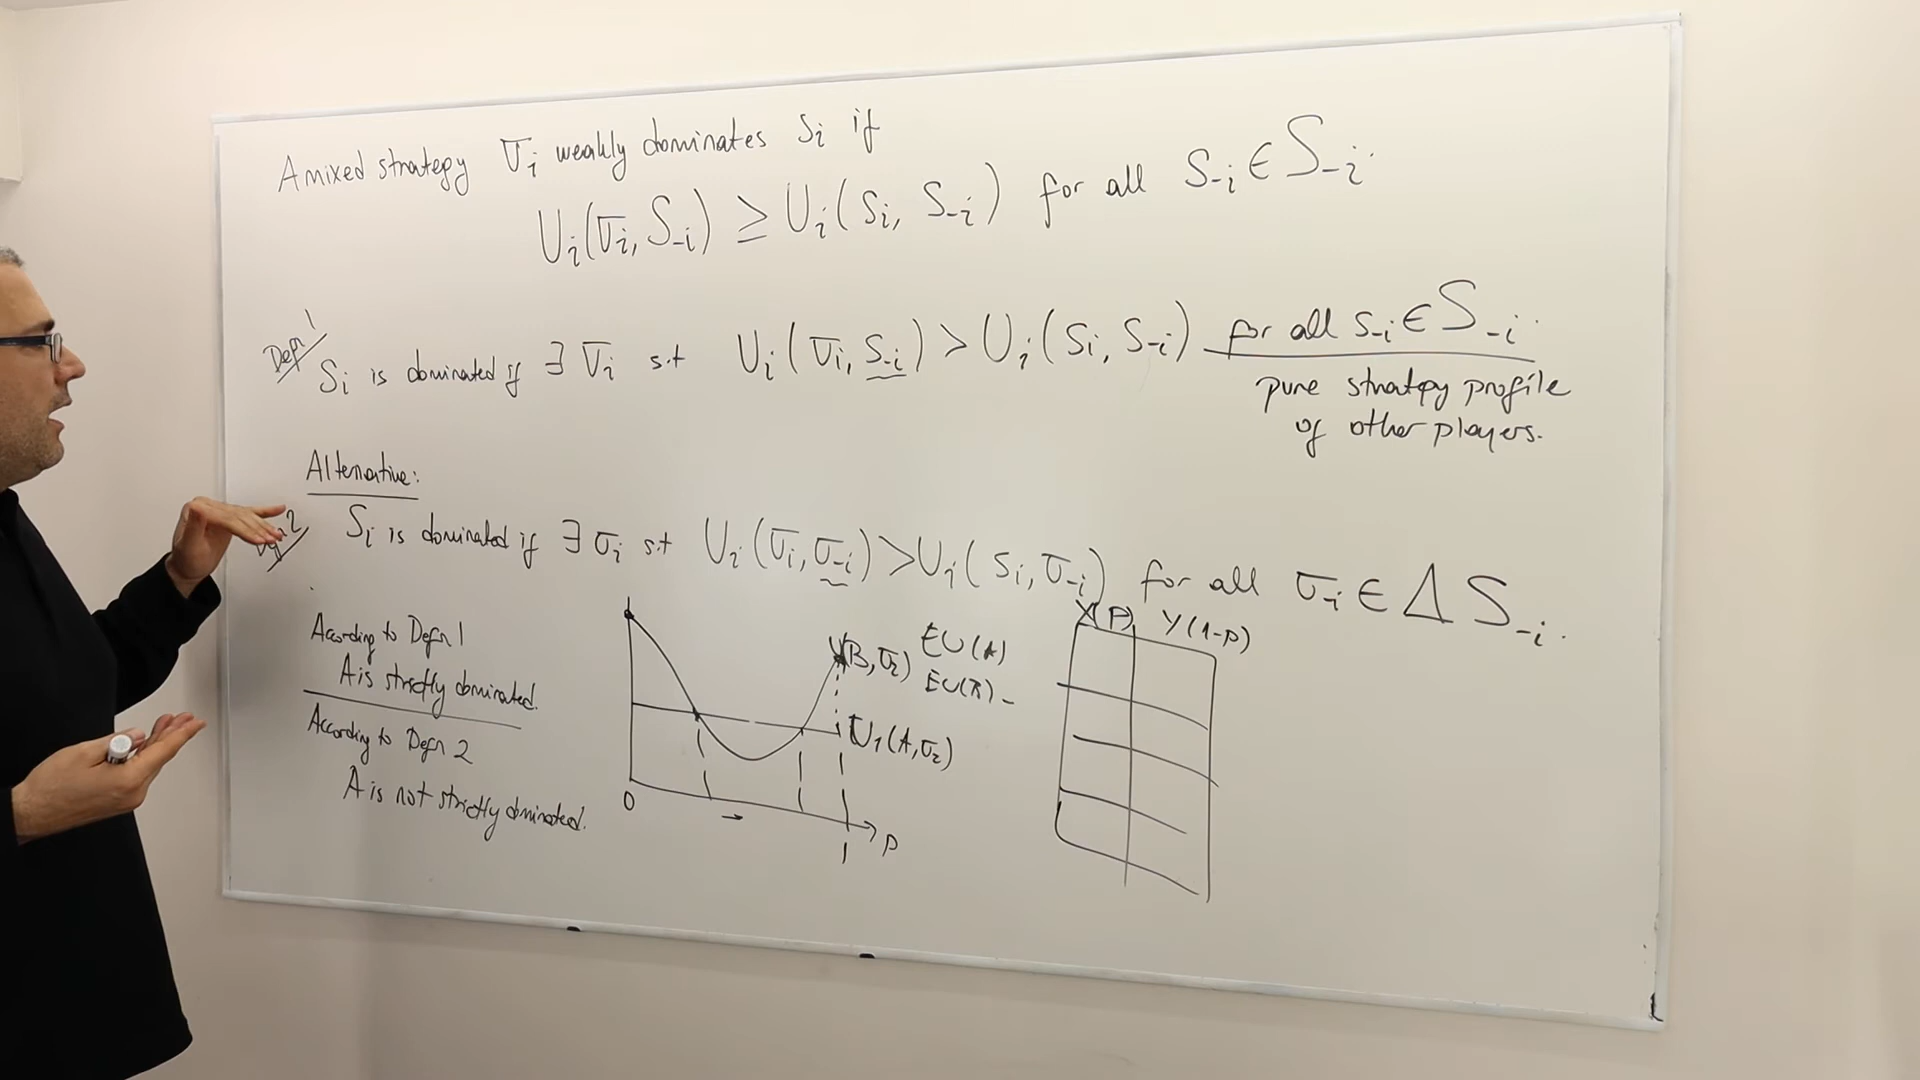 A mixed strategy σi weakly dominates Si if
Ui(σi, S-i) ≥ Ui(Si, S-i) for all S-i ∈ S-i.
Defn 1
Si is dominated if ∃ σi s.t Ui(σi, S-i) > Ui(Si, S-i) for all S-i ∈ S-i.
pure strategy profile
of other players.
Alternative:
2
Si is dominated if ∃ σi s.t Ui(σi, σ-i) > Ui(Si, σ-i) for all σ-i ∈ Δ S-i.
According to Defn 1
A is strictly dominated.
According to Defn 2
A is not strictly dominated.
(B, σ2)
U1(A, σ2)
0
1
P
EU(A)
X(P) Y(1-P)